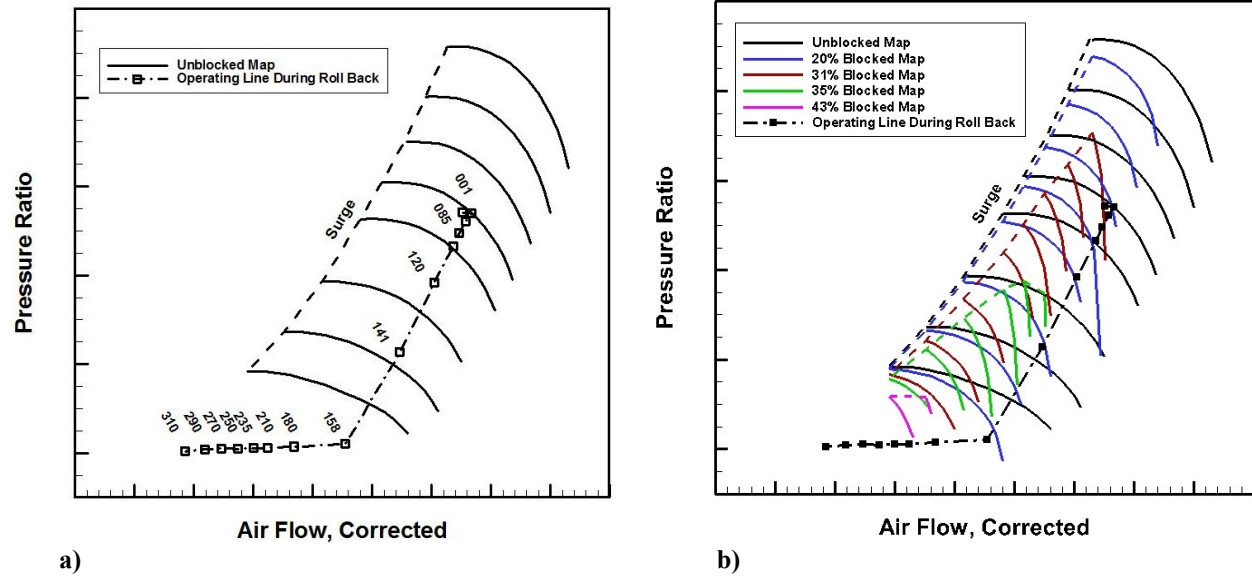 Unblocked Map
Operating Line During Roll Back
Surge
001
085
120
141
158
180
210
235
250
270
290
310
Pressure Ratio
Air Flow, Corrected
a)
Unblocked Map
20% Blocked Map
31% Blocked Map
35% Blocked Map
43% Blocked Map
Operating Line During Roll Back
Surge
Pressure Ratio
Air Flow, Corrected
b)